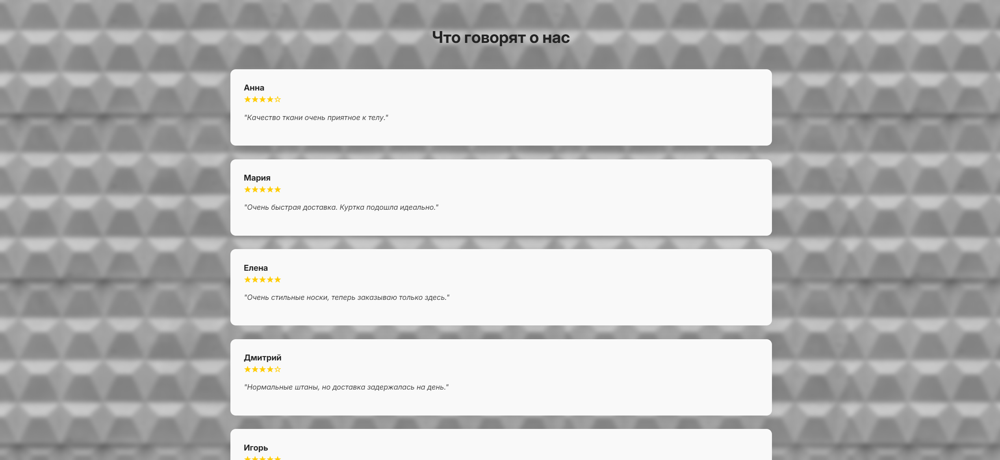 Что говорят о нас
Анна
★★★★☆
"Качество ткани очень приятное к телу."
Мария
★★★★★
"Очень быстрая доставка. Куртка подошла идеально."
Елена
★★★★★
"Очень стильные носки, теперь заказываю только здесь."
Дмитрий
★★★★☆
"Нормальные штаны, но доставка задержалась на день."
Игорь
★★★★★